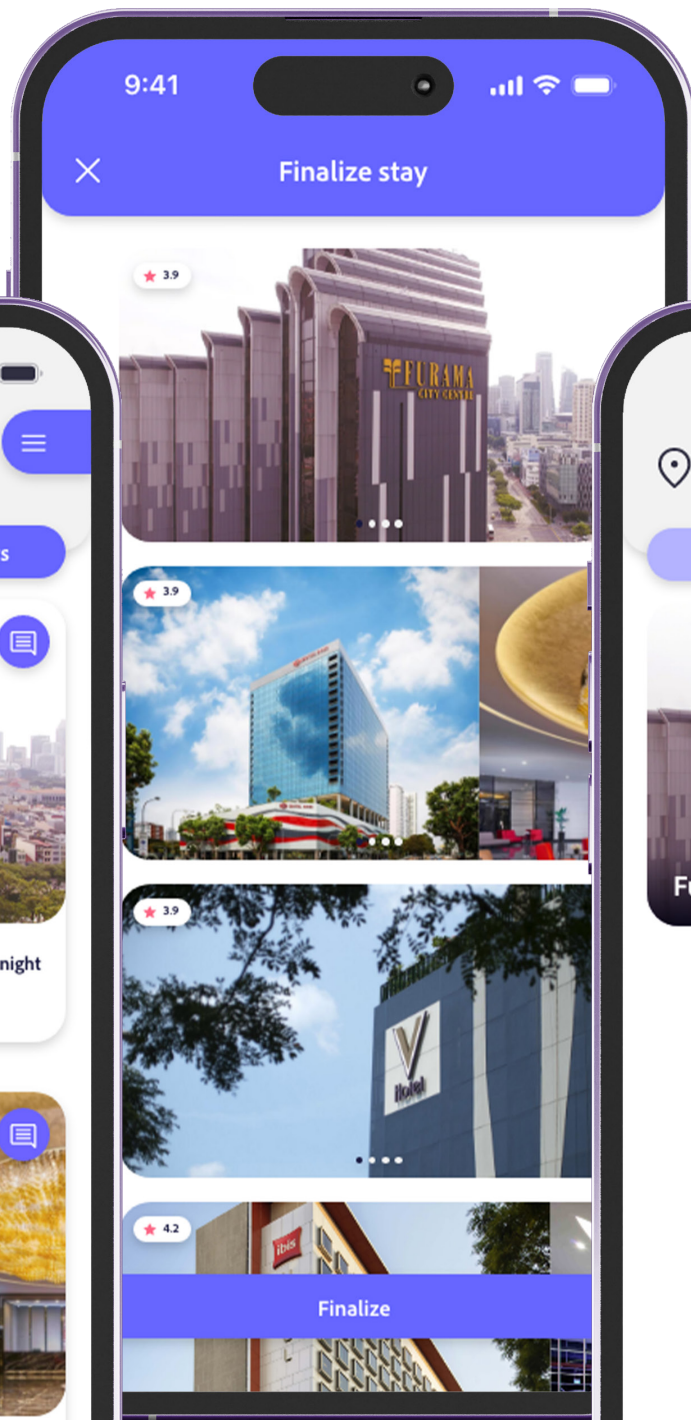 9:41
Finalize stay
3.9
FURAMA
CITY CENTRE
s
3.9
3.9
V
Hotel
night
Fu
4.2
ibis
Finalize